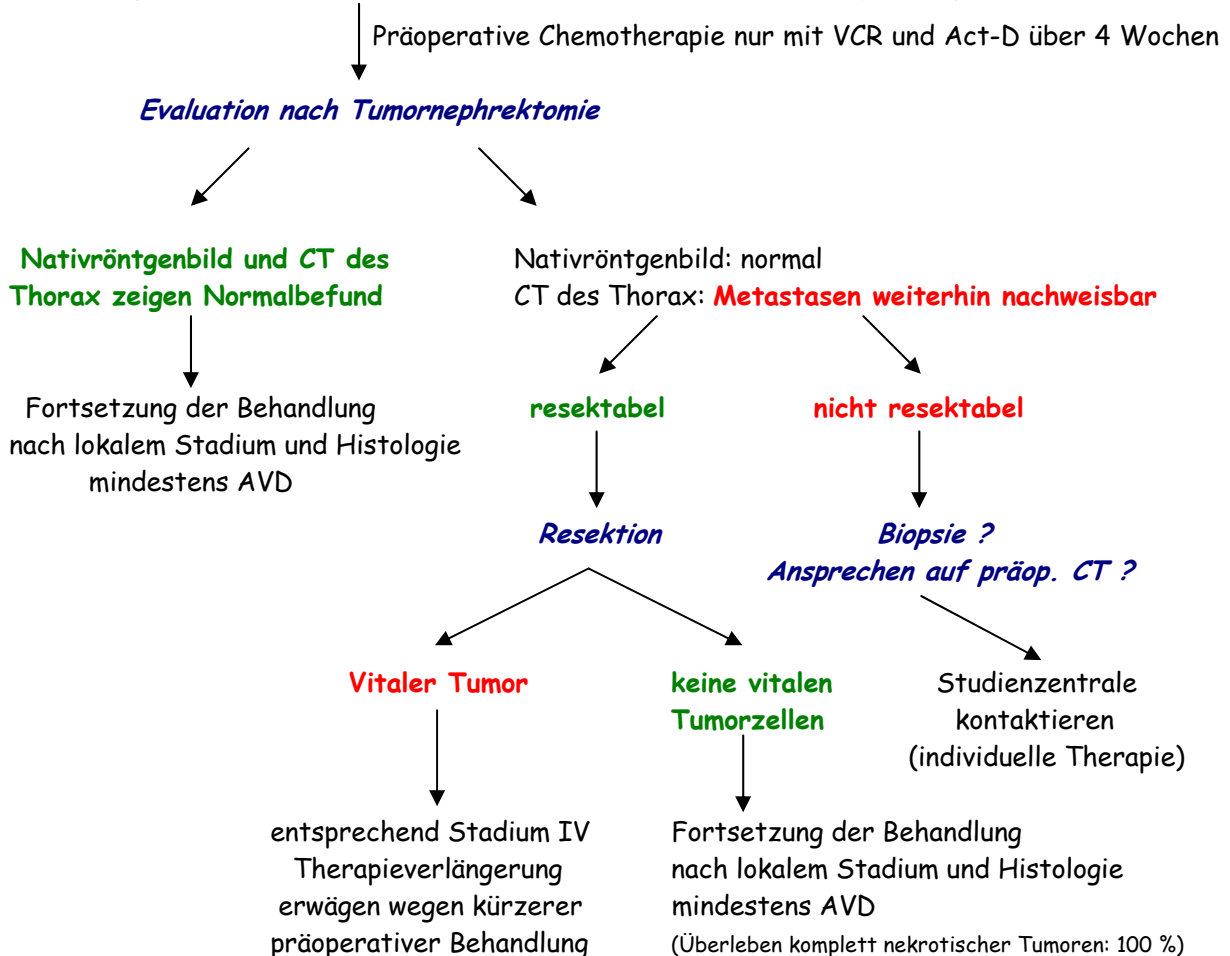 Präoperative Chemotherapie nur mit VCR und Act-D über 4 Wochen
Evaluation nach Tumornephrektomie
Nativröntgenbild und CT des
Thorax zeigen Normalbefund
Nativröntgenbild: normal
CT des Thorax: Metastasen weiterhin nachweisbar
Fortsetzung der Behandlung
nach lokalem Stadium und Histologie
mindestens AVD
resektabel
nicht resektabel
Resektion
Biopsie ?
Ansprechen auf präop. CT ?
Vitaler Tumor
keine vitalen
Tumorzellen
Studienzentrale
kontaktieren
(individuelle Therapie)
entsprechend Stadium IV
Therapieverlängerung
erwägen wegen kürzerer
präoperativer Behandlung
Fortsetzung der Behandlung
nach lokalem Stadium und Histologie
mindestens AVD
(Überleben komplett nekrotischer Tumoren: 100 %)